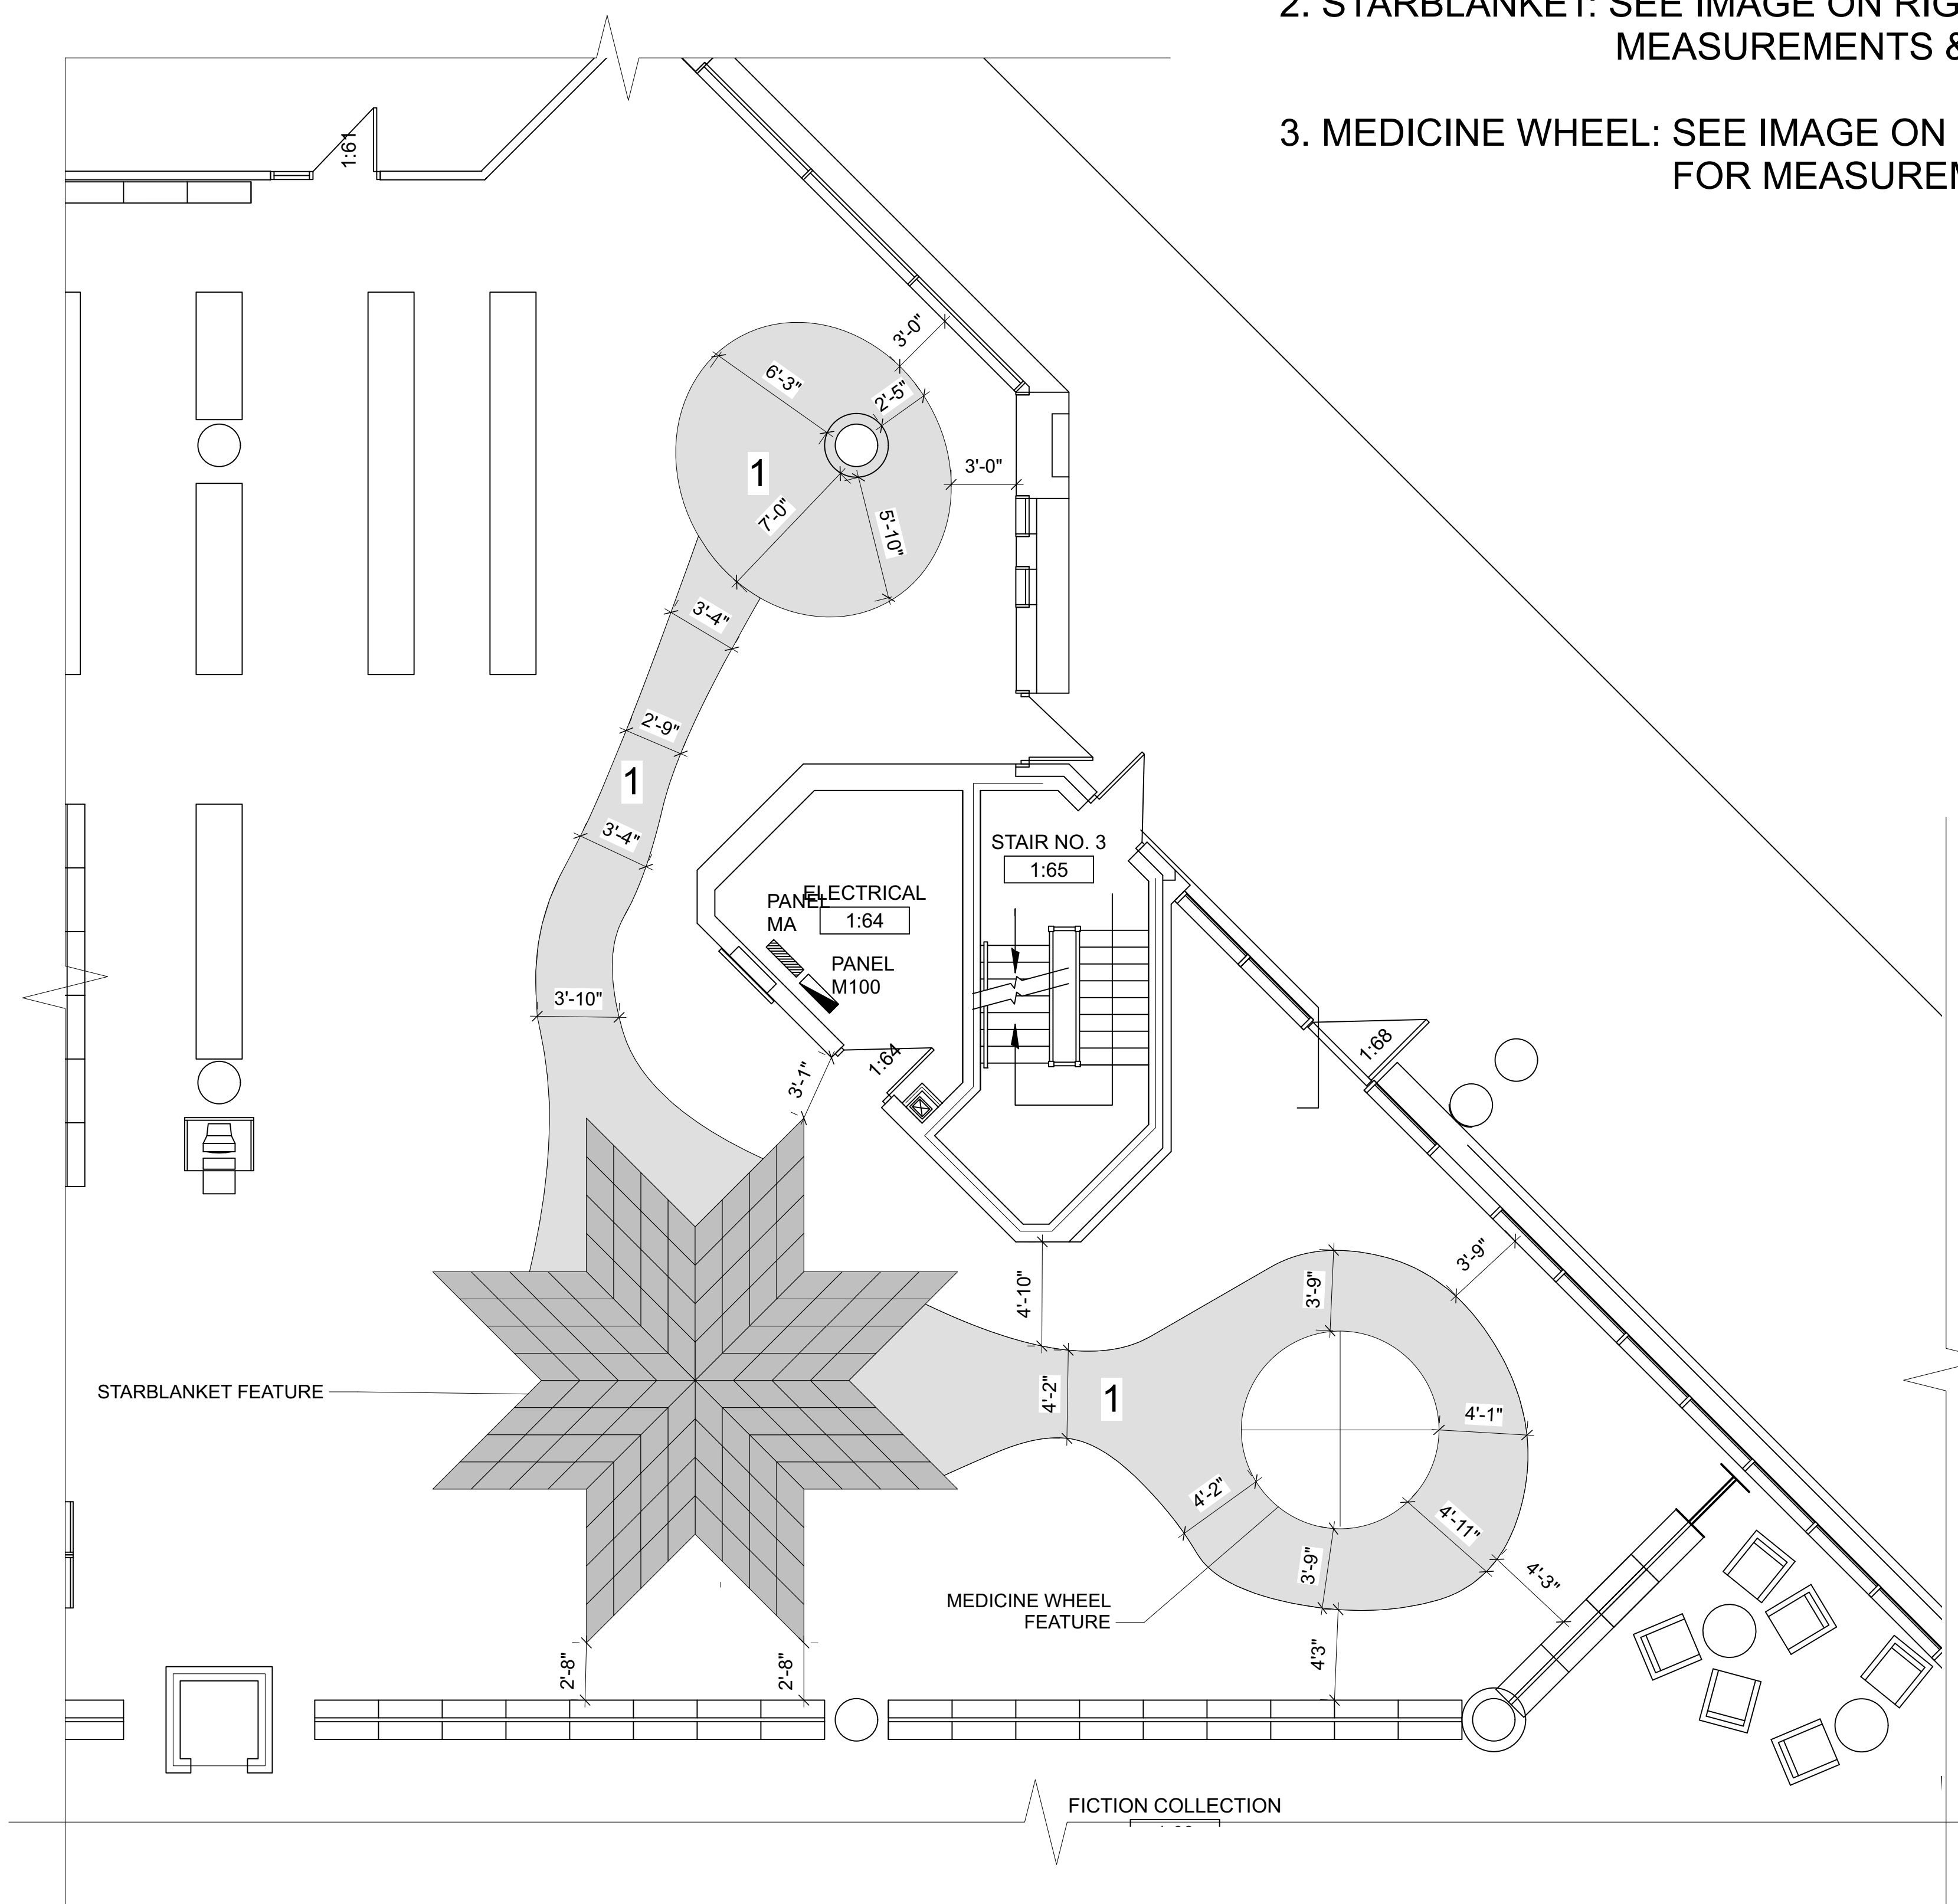 2. STARBLANKET: SEE IMAGE ON RIG
MEASUREMENTS &
3. MEDICINE WHEEL: SEE IMAGE ON
FOR MEASUREM
1:61
3'-0"
6'-3"
2'-5"
3'-0"
1
7'-0"
5'-10"
3'-4"
2'-9"
1
3'-4"
STAIR NO. 3
1:65
ELECTRICAL
1:64
PANEL
MA
PANEL
M100
3'-10"
1:64
3'-1"
1:68
3'-9"
4'-10"
3'-9"
4'-2"
1
STARBLANKET FEATURE
4'-1"
4'-2"
4'-11"
3'-9"
4'-3"
MEDICINE WHEEL
FEATURE
2'-8"
2'-8"
4'3"
FICTION COLLECTION